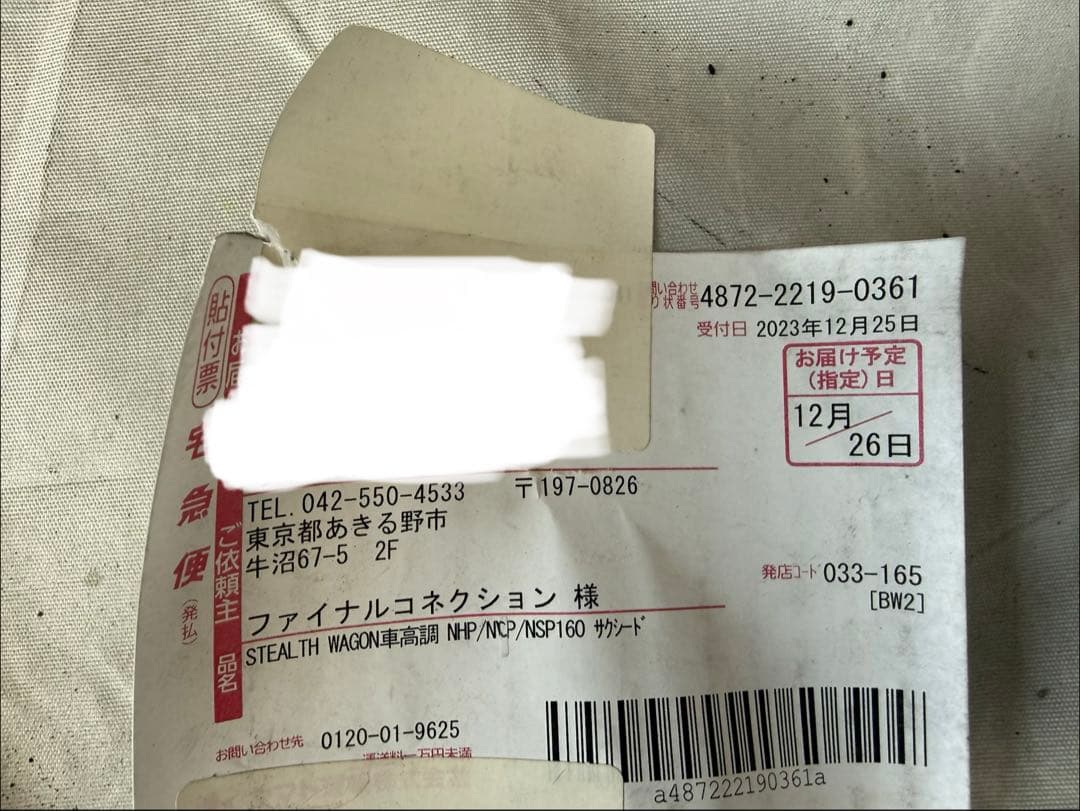 貼付票
宅急便
(発払)
い合わせ
状番号 4872-2219-0361
受付日 2023年12月25日
お届け予定
(指定)日
12月
26日
ご依頼主
TEL. 042-550-4533 〒197-0826
東京都あきる野市
牛沼67-5 2F
発店コード 033-165
[BW2]
ファイナルコネクション 様
品名
STEALTH WAGON車高調 NHP/NCP/NSP160 サクシード
お問い合わせ先 0120-01-9625
a487222190361a